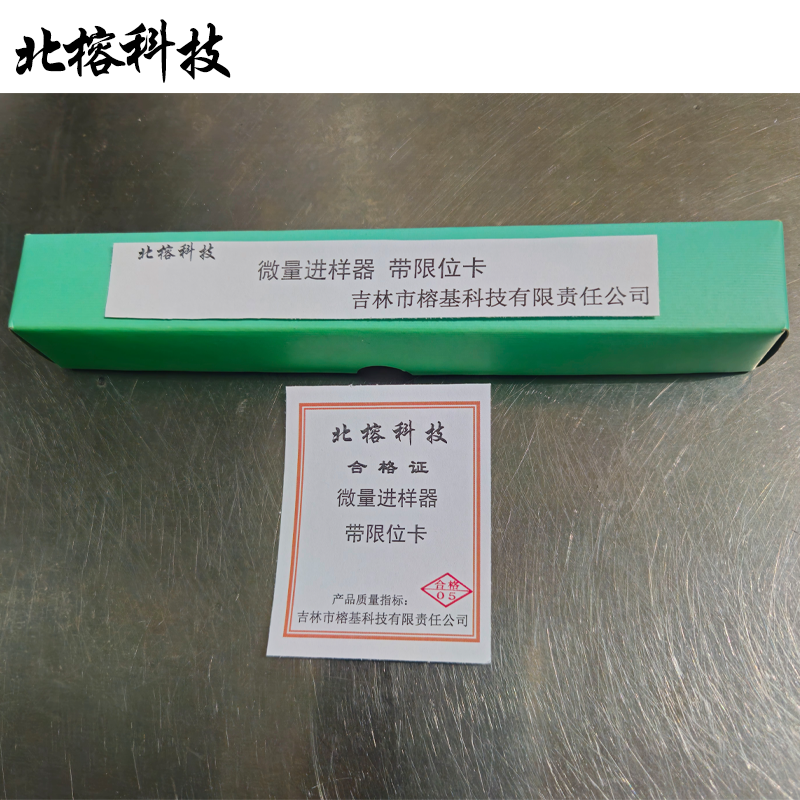 北榕科技
北榕科技
微量进样器 带限位卡
吉林市榕基科技有限责任公司
北榕科技
合格证
微量进样器
带限位卡
合格
05
产品质量指标：
吉林市榕基科技有限责任公司